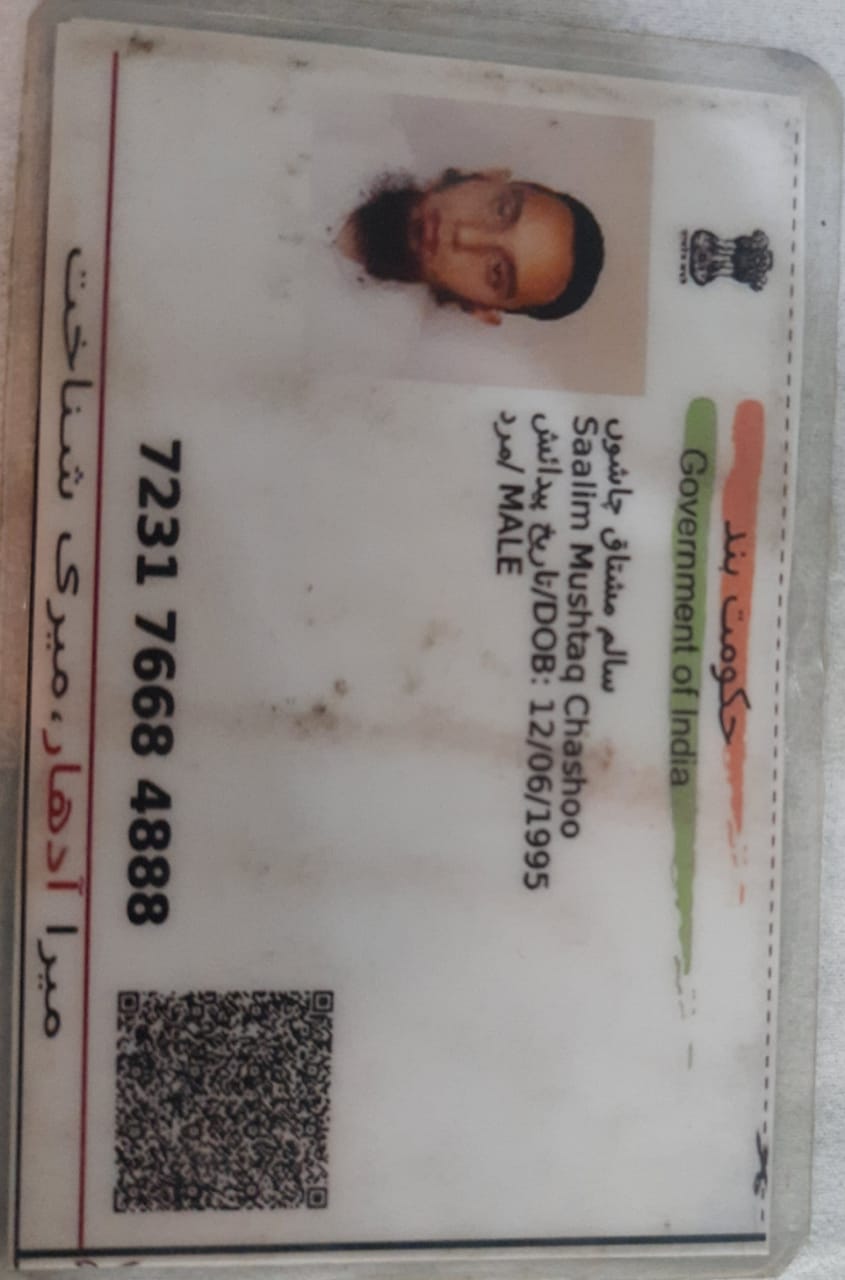 حکومت ہند
Government of India
سالم مشتاق چاشوں
Saalim Mushtaq Chashoo
تاریخ پیدائش/DOB: 12/06/1995
مرد/ MALE
7231 7668 4888
میرا آدھار، میری شناخت